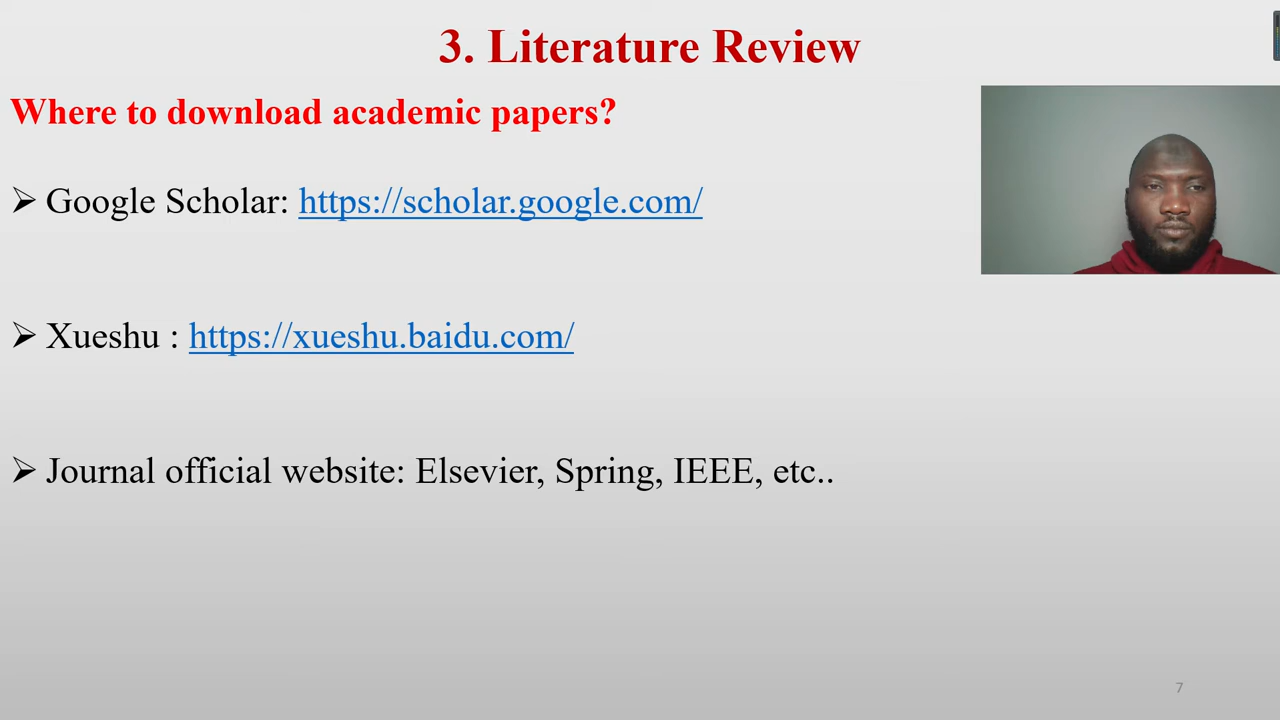 3. Literature Review
Where to download academic papers?
➢ Google Scholar: https://scholar.google.com/
➢ Xueshu : https://xueshu.baidu.com/
➢ Journal official website: Elsevier, Spring, IEEE, etc..
7